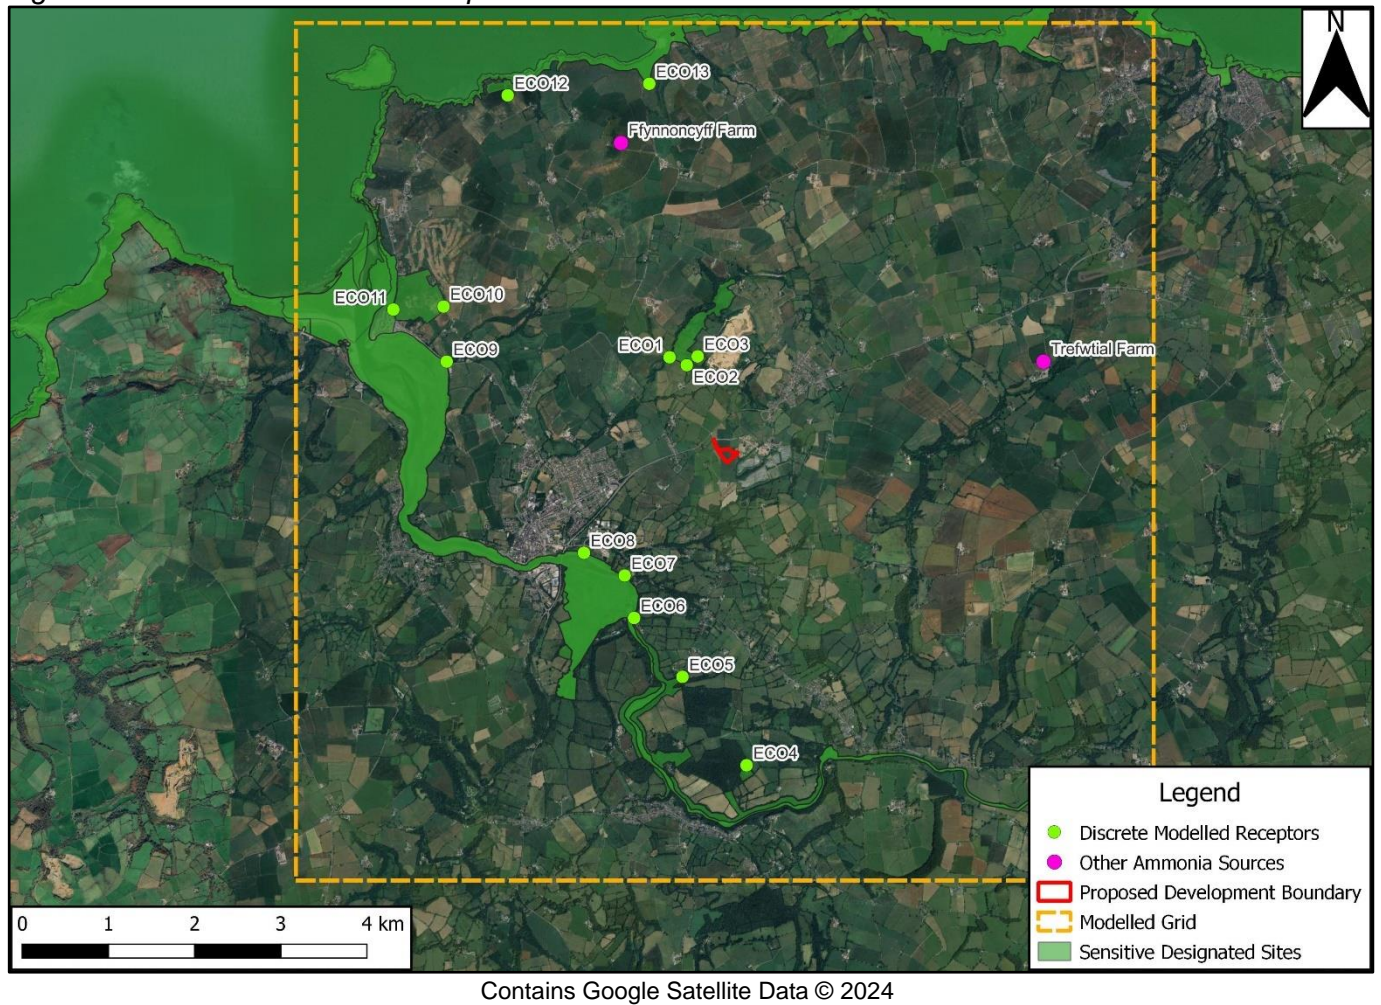 N
ECO12
ECO13
Ffynnoncyff Farm
ECO11
ECO10
ECO9
ECO1
ECO3
ECO2
Trefwtial Farm
ECO8
ECO7
ECO6
ECO5
ECO4
Legend
Discrete Modelled Receptors
Other Ammonia Sources
Proposed Development Boundary
Modelled Grid
Sensitive Designated Sites
0 1 2 3 4 km
Contains Google Satellite Data © 2024